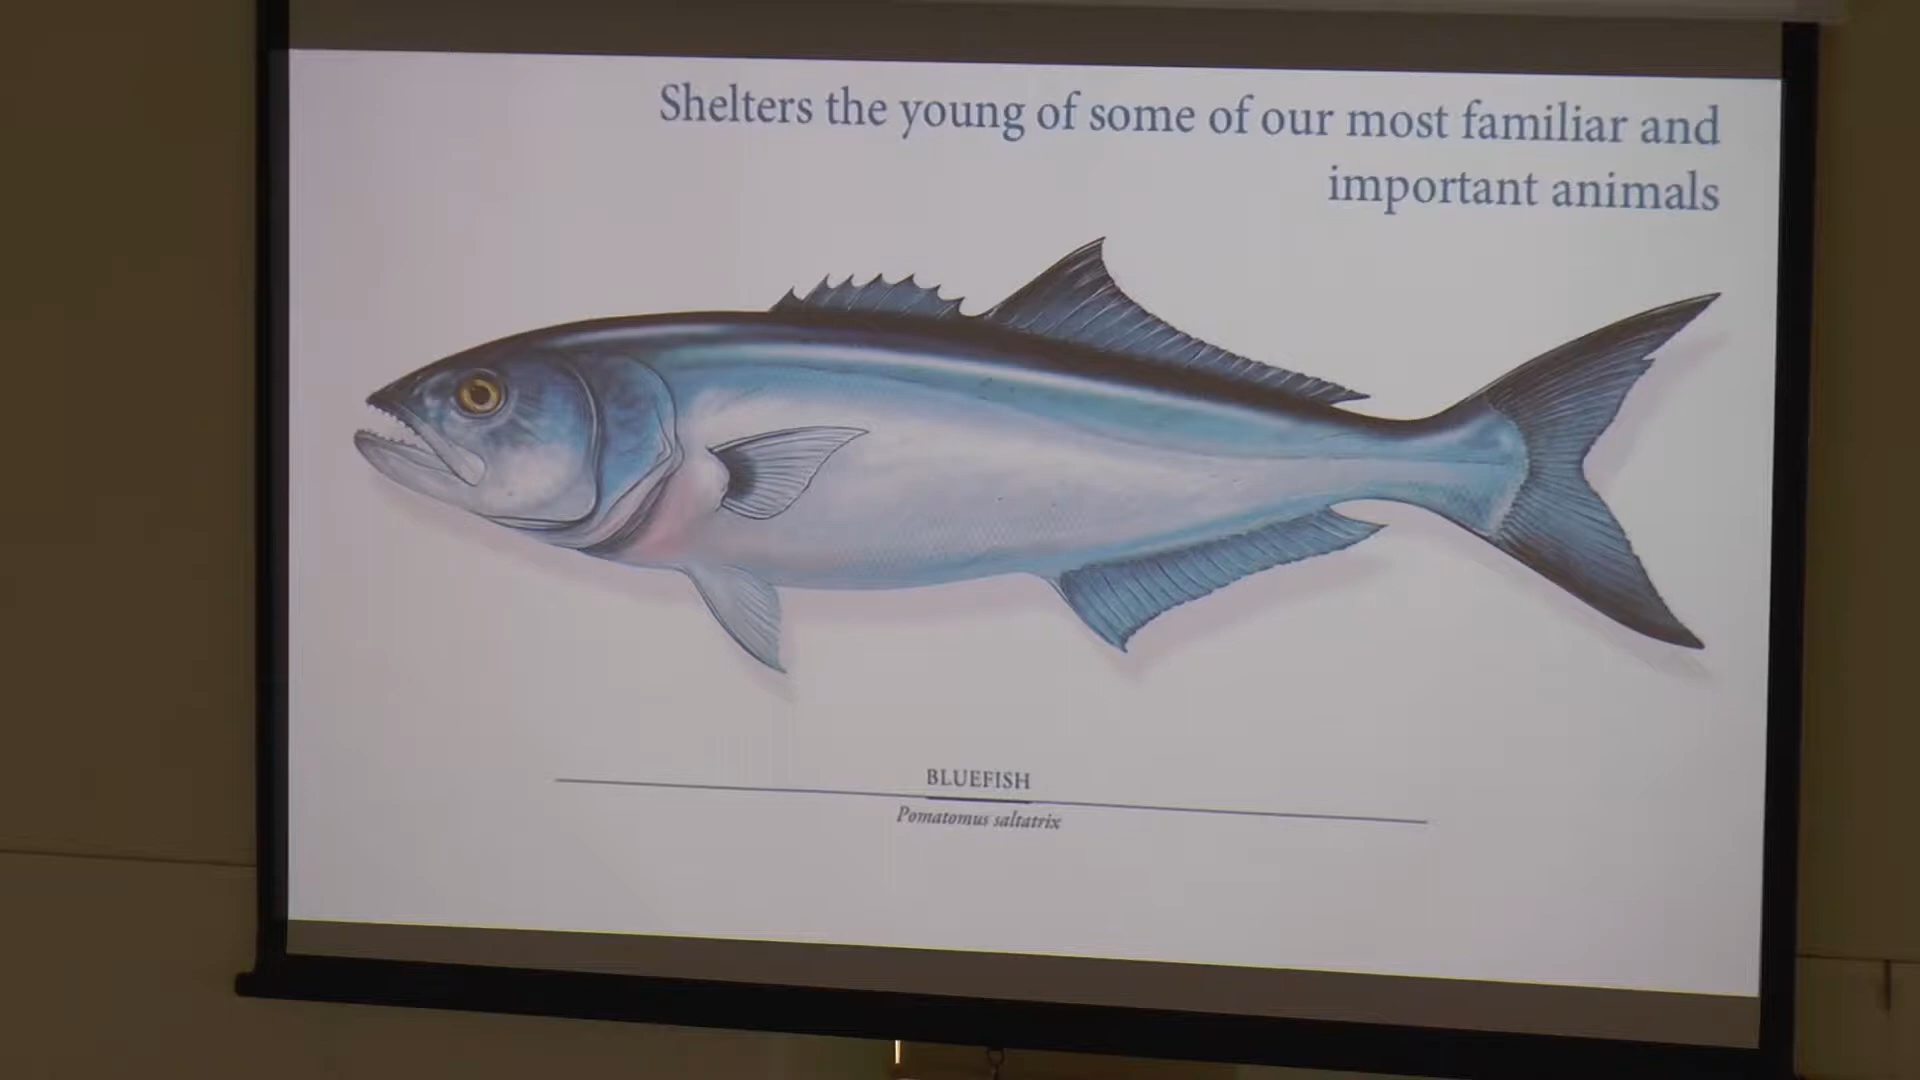 Shelters the young of some of our most familiar and
important animals
BLUEFISH
Pomatomus saltatrix